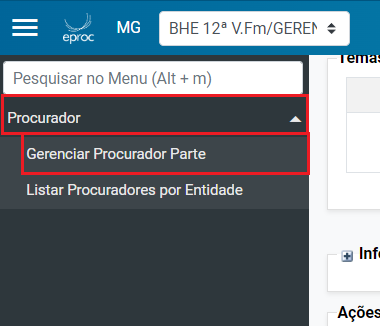 eproc
MG
BHE 12ª V.Fm/GEREN
Pesquisar no Menu (Alt + m)
Temas
Procurador
Gerenciar Procurador Parte
Listar Procuradores por Entidade
Info
Ações